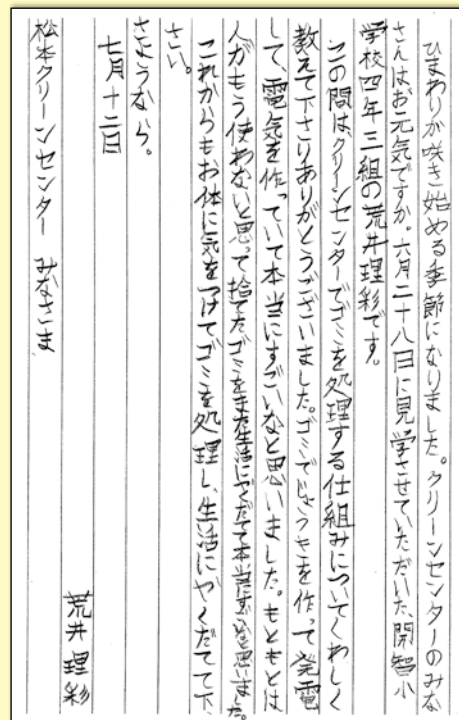 ひまわりが咲き始める季節になりました。クリーンセンターのみな
さんはお元気ですか。六月二十八日に見学させていただいた、開智小
学校四年三組の荒井理彩です。
この間は、クリーンセンターでゴミを処理する仕組みについてくわしく
教えて下さりありがとうございました。ゴミでじょうきを作って発電
して、電気を作っていて本当にすごいなと思いました。もともとは
人がもう使わないと思って捨てたゴミをまた生活にやくだてて本当にすごいなと思いました。
これからもお体に気をつけてゴミを処理し、生活にやくだてて下
さい。
さようなら。
七月十二日
荒井理彩
松本クリーンセンター みなさま